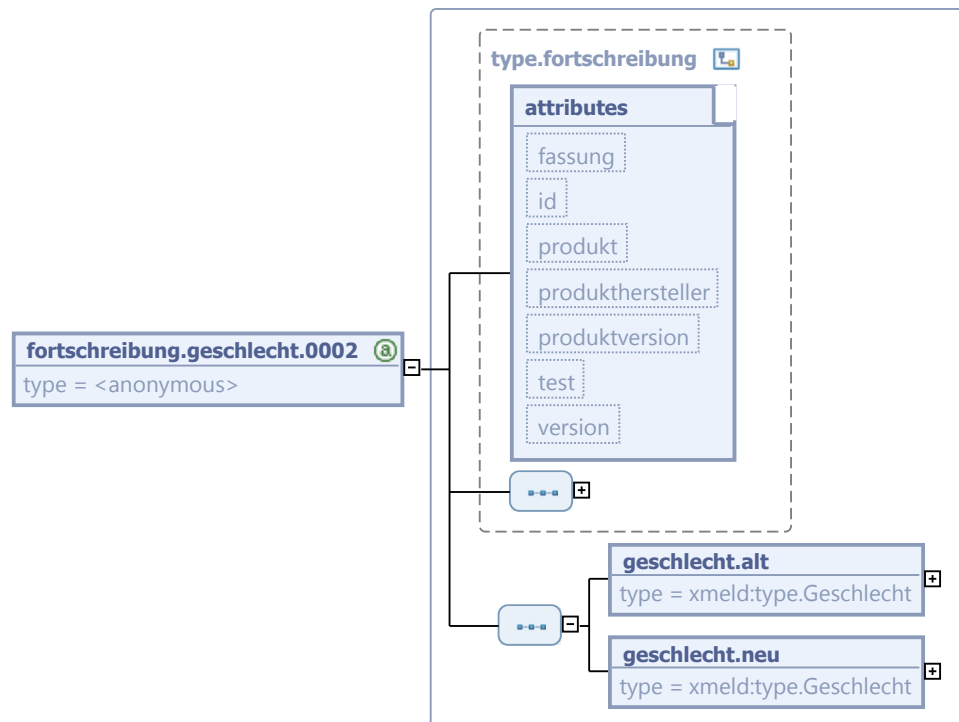 type.fortschreibung
attributes
fassung
id
produkt
produkthersteller
produktversion
test
version
fortschreibung.geschlecht.0002 a
type = <anonymous>
geschlecht.alt
type = xmeld:type.Geschlecht
geschlecht.neu
type = xmeld:type.Geschlecht